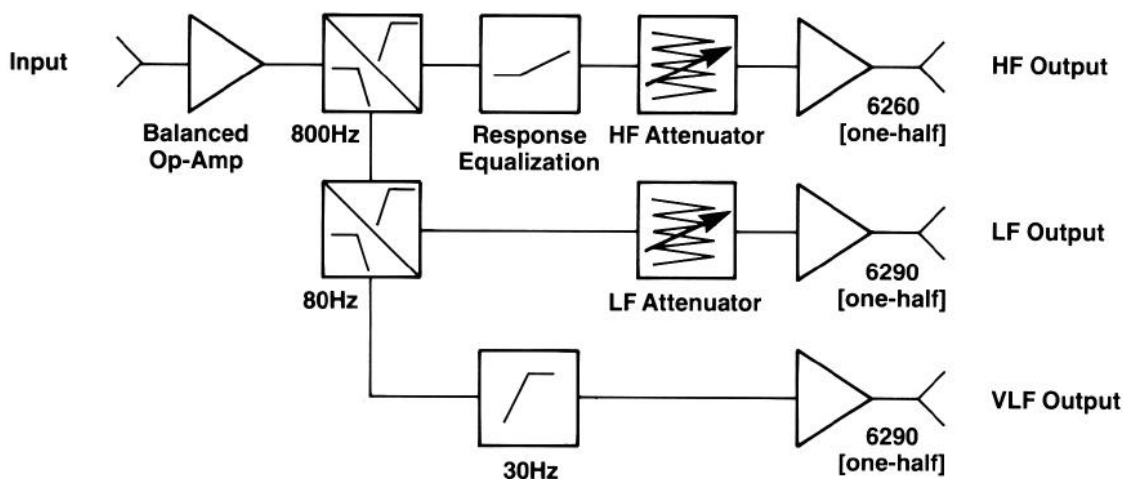 Input
Balanced
Op-Amp
800Hz
Response
Equalization
HF Attenuator
6260
[one-half]
HF Output
80Hz
LF Attenuator
6290
[one-half]
LF Output
30Hz
6290
[one-half]
VLF Output